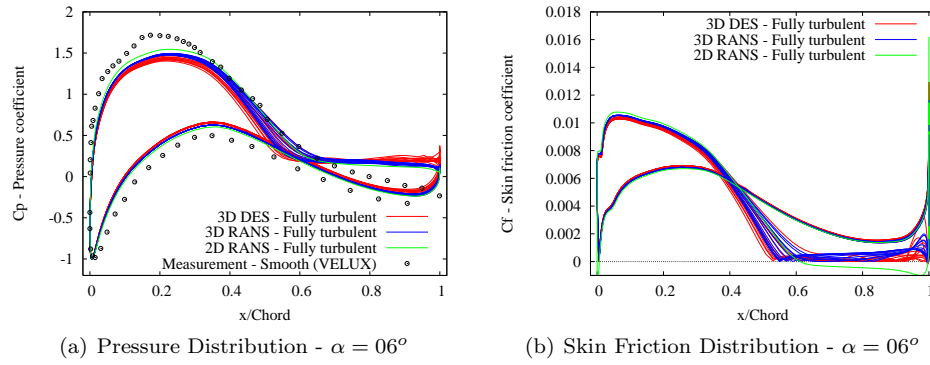 Cp - Pressure coefficient
2
1.5
1
0.5
0
-0.5
-1
3D DES - Fully turbulent
3D RANS - Fully turbulent
2D RANS - Fully turbulent
Measurement - Smooth (VELUX)
0 0.2 0.4 0.6 0.8 1
x/Chord
(a) Pressure Distribution - α = 06°
Cf - Skin friction coefficient
0.018
0.016
0.014
0.012
0.01
0.008
0.006
0.004
0.002
0
3D DES - Fully turbulent
3D RANS - Fully turbulent
2D RANS - Fully turbulent
0 0.2 0.4 0.6 0.8 1
x/Chord
(b) Skin Friction Distribution - α = 06°